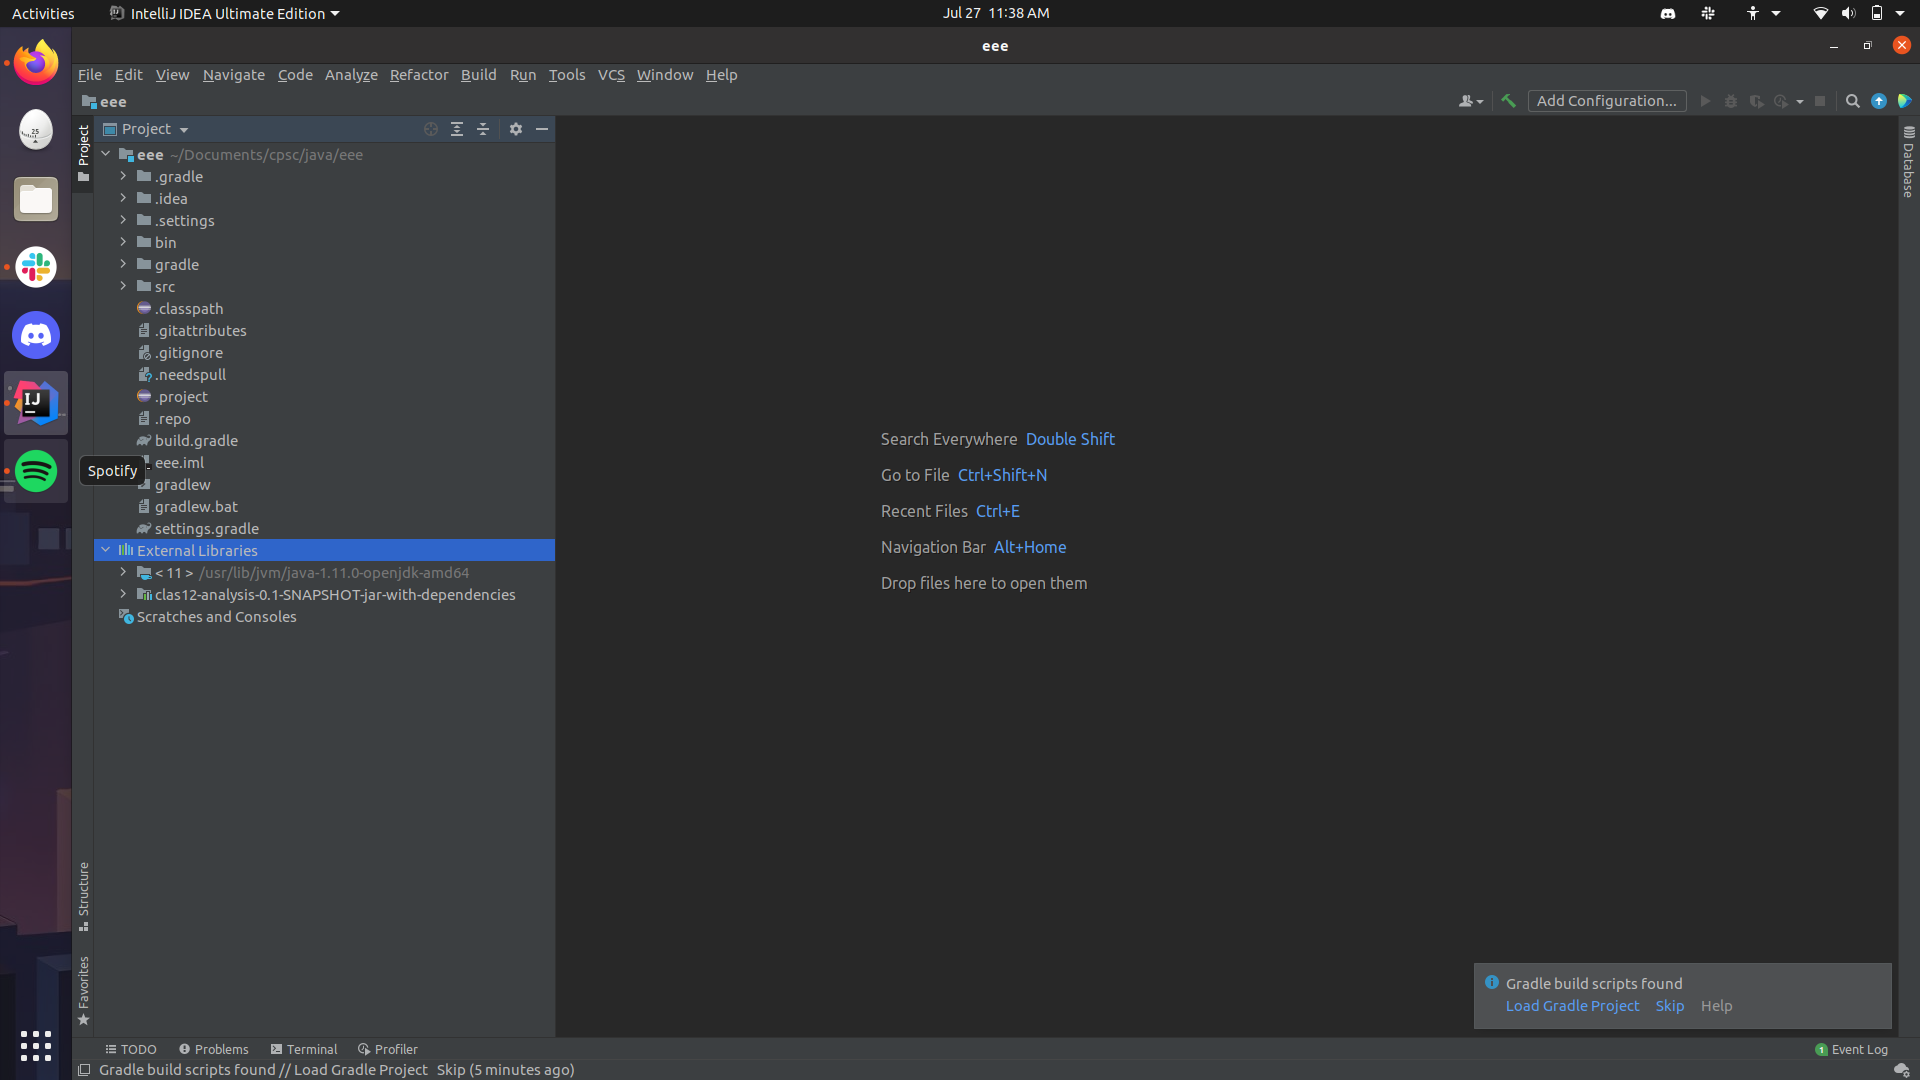 Activities
IntelliJ IDEA Ultimate Edition
Jul 27 11:38 AM
eee
File Edit View Navigate Code Analyze Refactor Build Run Tools VCS Window Help
eee
Add Configuration...
Project
Project
Database
25
IJ
Spotify
eee ~/Documents/cpsc/java/eee
.gradle
.idea
.settings
bin
gradle
src
.classpath
.gitattributes
.gitignore
.needspull
.project
.repo
build.gradle
eee.iml
gradlew
gradlew.bat
settings.gradle
External Libraries
< 11 > /usr/lib/jvm/java-1.11.0-openjdk-amd64
clas12-analysis-0.1-SNAPSHOT-jar-with-dependencies
Scratches and Consoles
Search Everywhere Double Shift
Go to File Ctrl+Shift+N
Recent Files Ctrl+E
Navigation Bar Alt+Home
Drop files here to open them
Structure
Favorites
Gradle build scripts found
Load Gradle Project Skip Help
TODO Problems Terminal Profiler
1 Event Log
Gradle build scripts found // Load Gradle Project Skip (5 minutes ago)